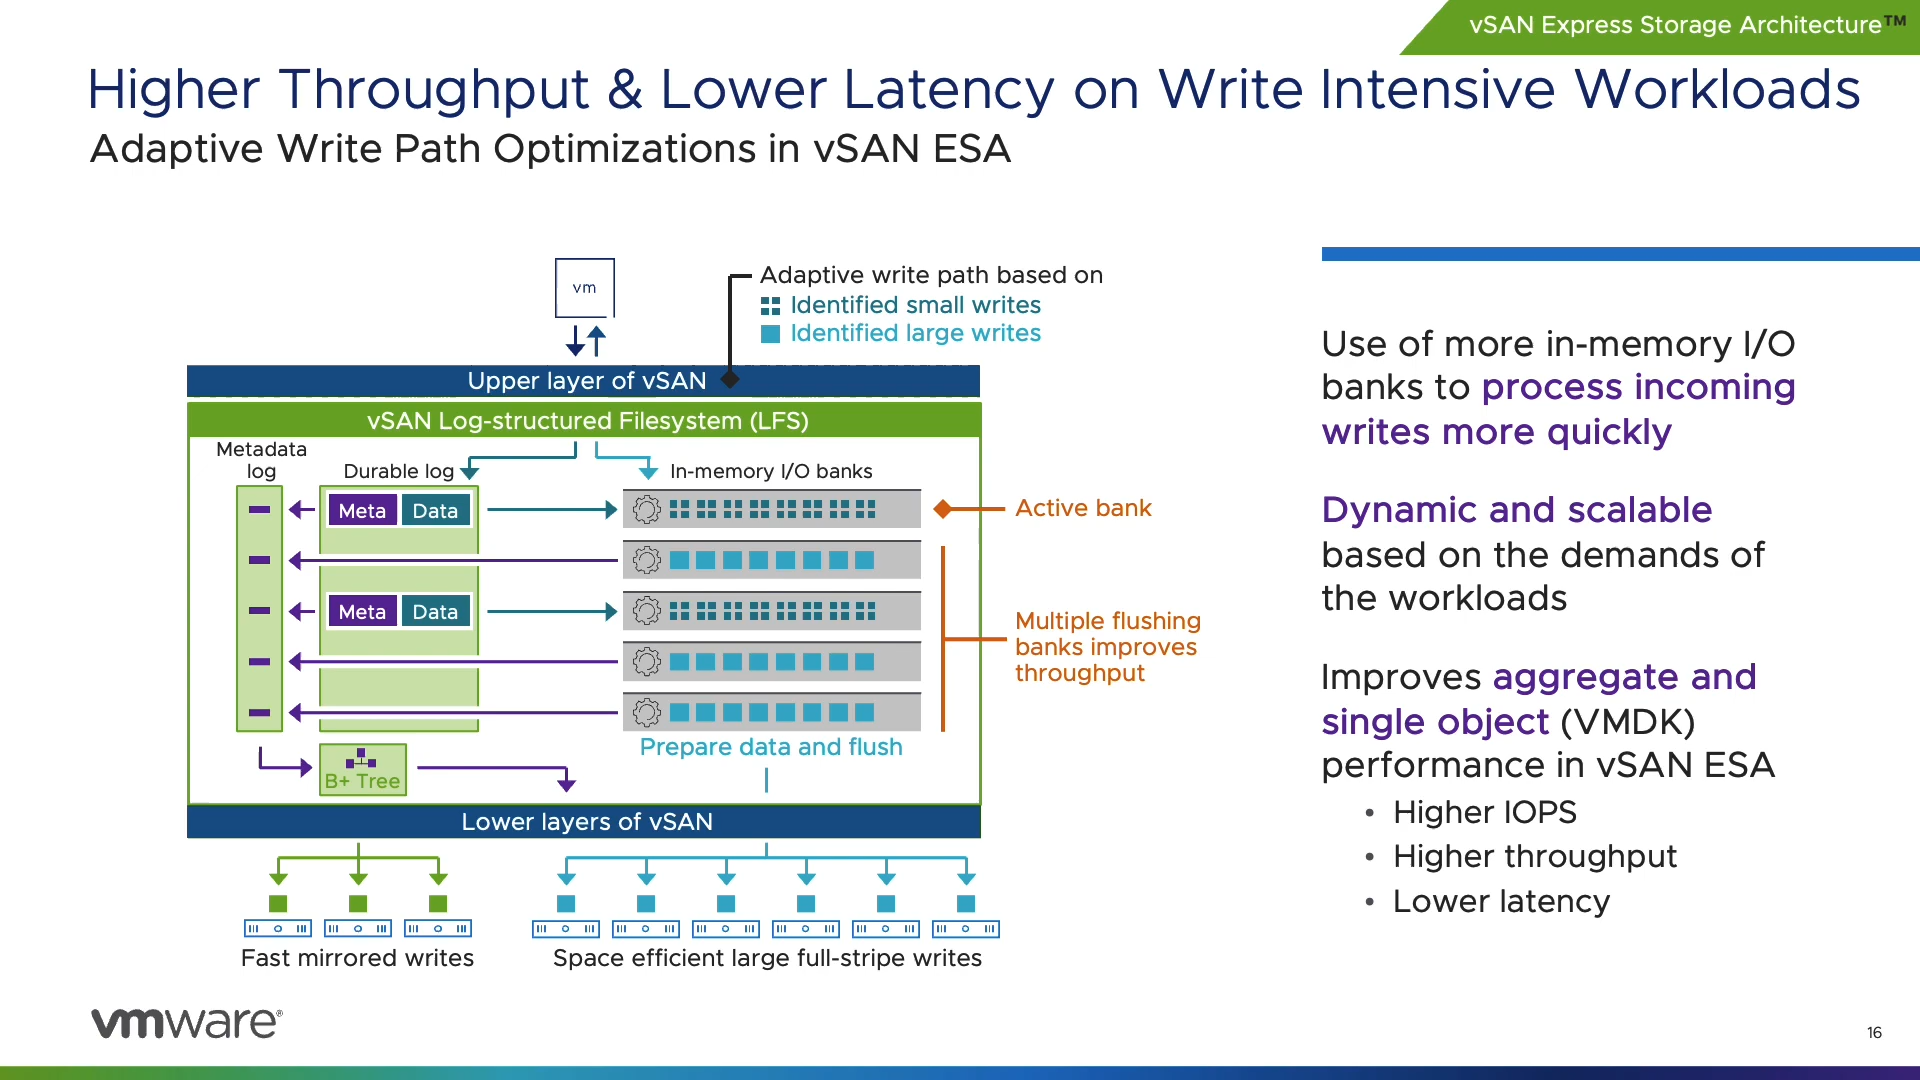 vSAN Express Storage Architecture™
Higher Throughput & Lower Latency on Write Intensive Workloads
Adaptive Write Path Optimizations in vSAN ESA
vm
Adaptive write path based on
Identified small writes
Identified large writes
Upper layer of vSAN
vSAN Log-structured Filesystem (LFS)
Metadata
log
Durable log
In-memory I/O banks
Meta Data
Meta Data
Active bank
Multiple flushing
banks improves
throughput
Prepare data and flush
B+ Tree
Lower layers of vSAN
Fast mirrored writes
Space efficient large full-stripe writes
Use of more in-memory I/O
banks to process incoming
writes more quickly
Dynamic and scalable
based on the demands of
the workloads
Improves aggregate and
single object (VMDK)
performance in vSAN ESA
• Higher IOPS
• Higher throughput
• Lower latency
vmware®
16